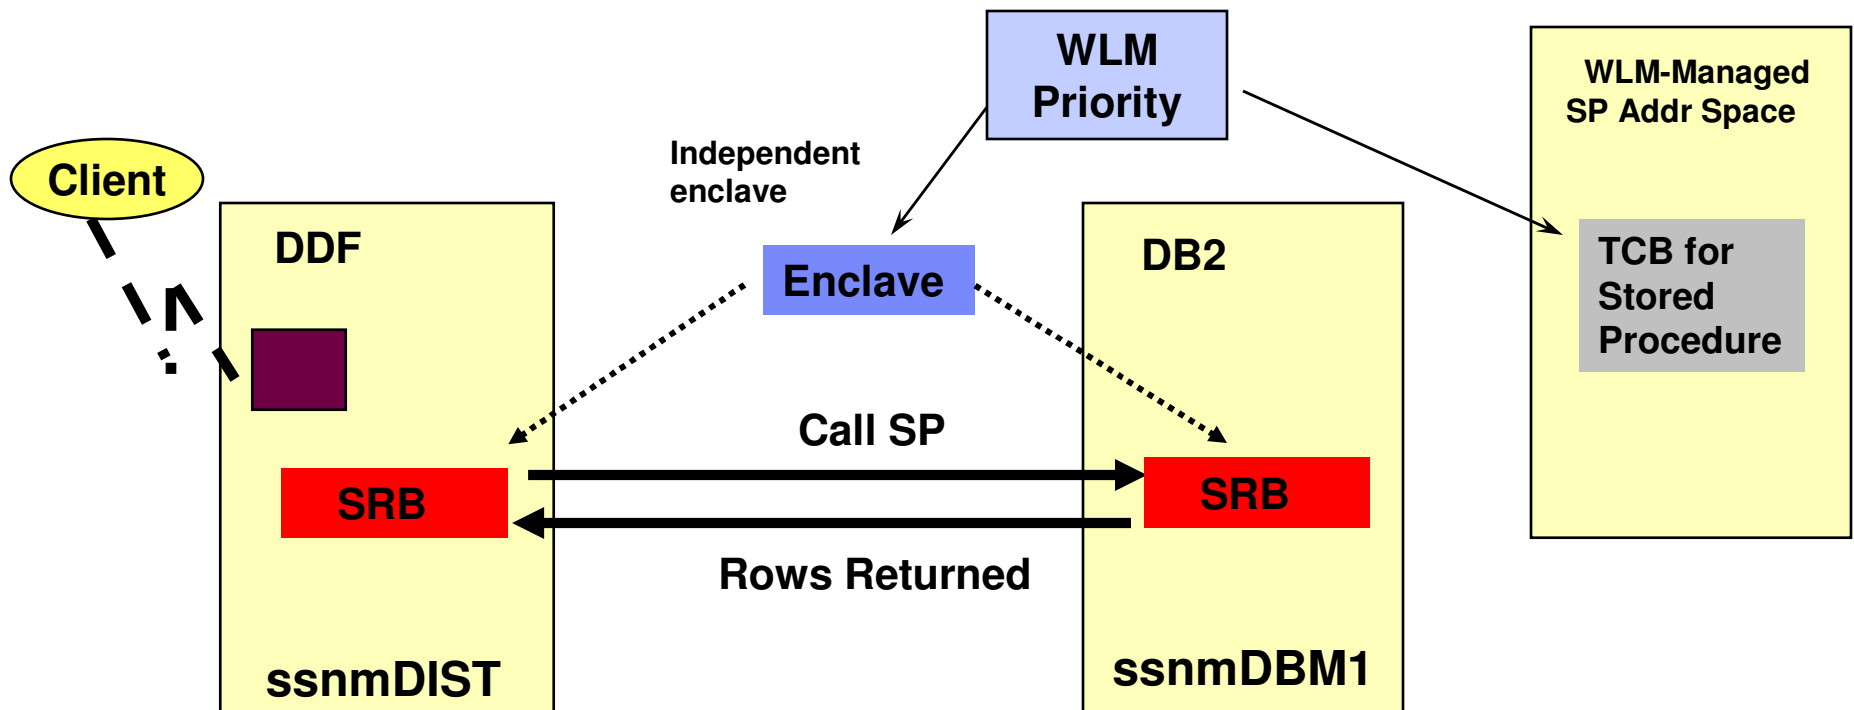 WLM
Priority
WLM-Managed
SP Addr Space
Independent
enclave
Client
DDF
Enclave
DB2
TCB for
Stored
Procedure
Call SP
SRB
SRB
Rows Returned
ssnmDIST
ssnmDBM1